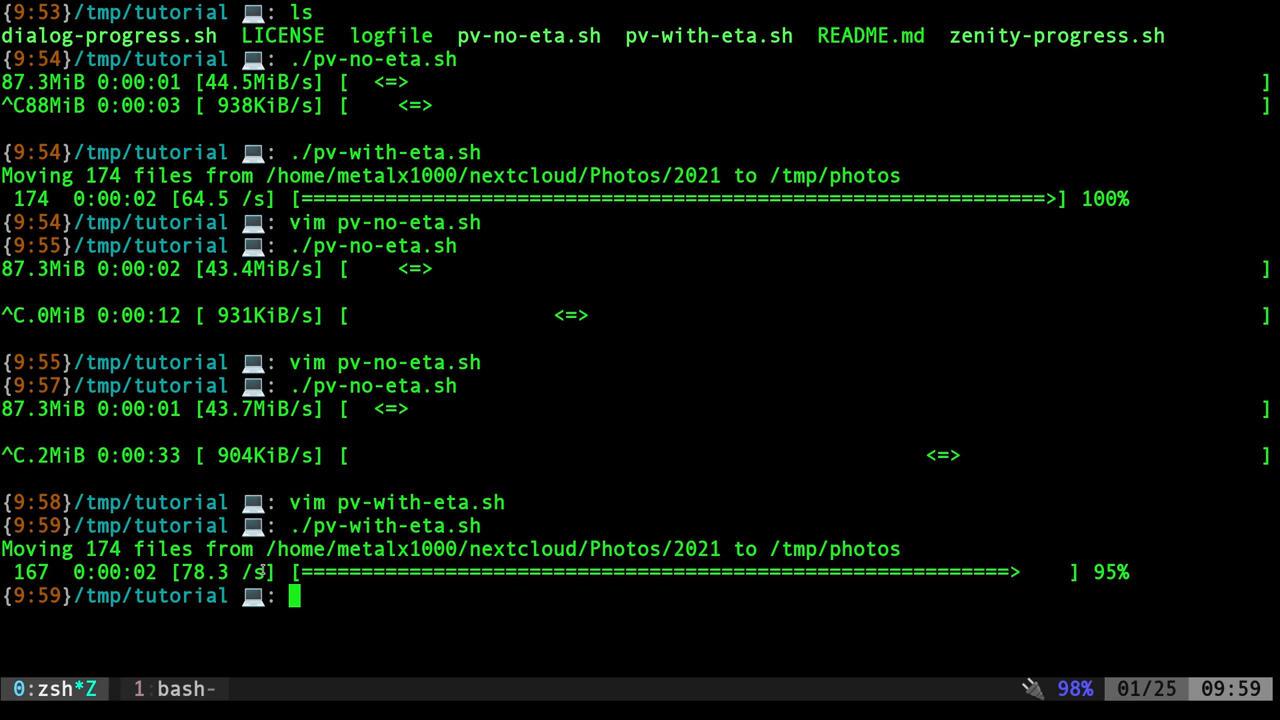 {9:53}/tmp/tutorial 💻: ls
dialog-progress.sh  LICENSE  logfile  pv-no-eta.sh  pv-with-eta.sh  README.md  zenity-progress.sh
{9:54}/tmp/tutorial 💻: ./pv-no-eta.sh
87.3MiB 0:00:01 [44.5MiB/s] [  <=>                                                                       ]
^C88MiB 0:00:03 [ 938KiB/s] [    <=>                                                                     ]
{9:54}/tmp/tutorial 💻: ./pv-with-eta.sh
Moving 174 files from /home/metalx1000/nextcloud/Photos/2021 to /tmp/photos
 174  0:00:02 [64.5 /s] [==============================================================>] 100%
{9:54}/tmp/tutorial 💻: vim pv-no-eta.sh
{9:55}/tmp/tutorial 💻: ./pv-no-eta.sh
87.3MiB 0:00:02 [43.4MiB/s] [    <=>                                                                     ]
^C.0MiB 0:00:12 [ 931KiB/s] [                 <=>                                                        ]
{9:55}/tmp/tutorial 💻: vim pv-no-eta.sh
{9:57}/tmp/tutorial 💻: ./pv-no-eta.sh
87.3MiB 0:00:01 [43.7MiB/s] [  <=>                                                                       ]
^C.2MiB 0:00:33 [ 904KiB/s] [                                                <=>                         ]
{9:58}/tmp/tutorial 💻: vim pv-with-eta.sh
{9:59}/tmp/tutorial 💻: ./pv-with-eta.sh
Moving 174 files from /home/metalx1000/nextcloud/Photos/2021 to /tmp/photos
 167  0:00:02 [78.3 /s] [===========================================================>    ] 95%
{9:59}/tmp/tutorial 💻:
0:zsh*Z  1:bash-  98%  01/25  09:59